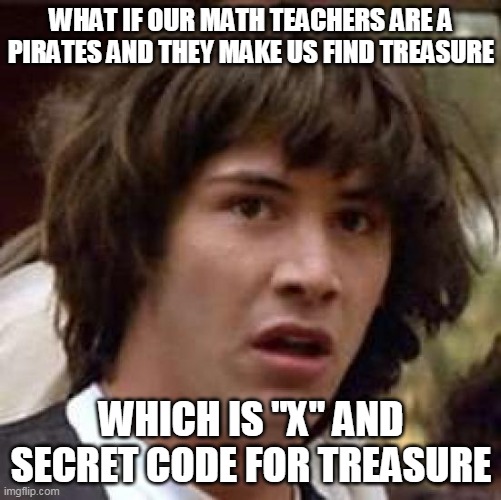 WHAT IF OUR MATH TEACHERS ARE A
PIRATES AND THEY MAKE US FIND TREASURE
WHICH IS "X" AND
SECRET CODE FOR TREASURE
imgflip.com